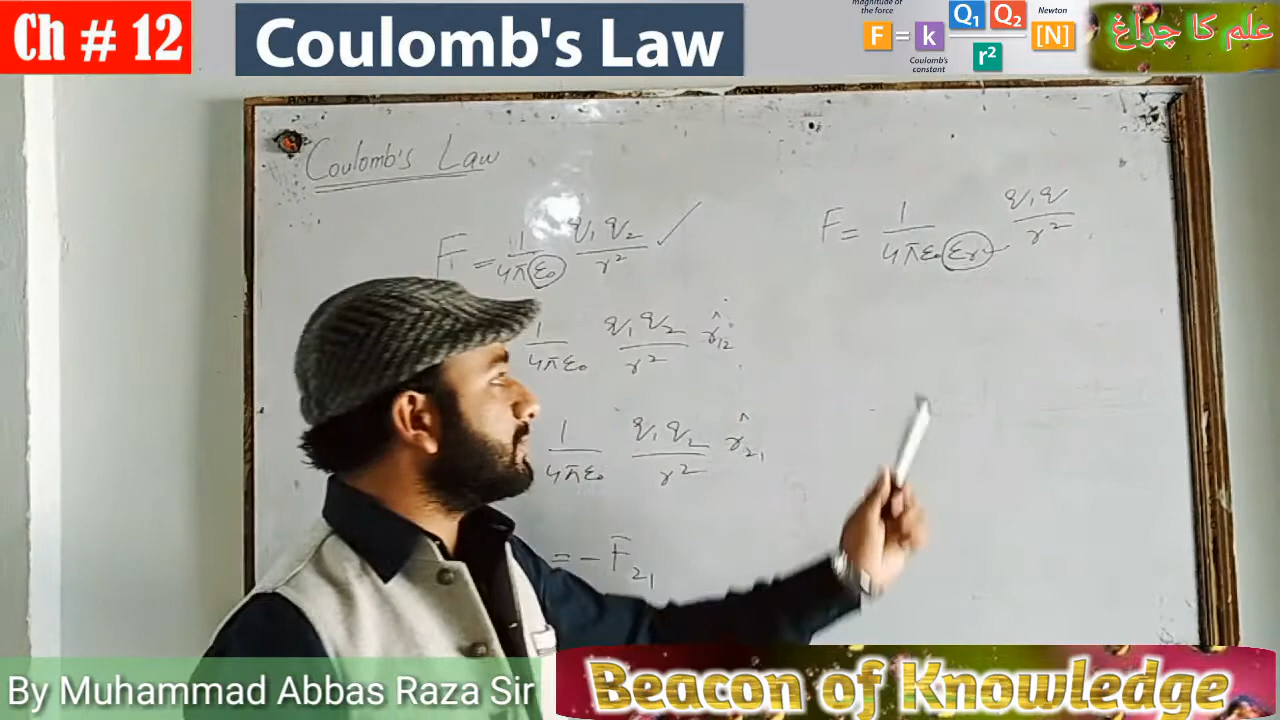 Ch # 12
Coulomb's Law
magnitude of the force
F = k Q₁ Q₂ / r² [N]
Newton
Coulomb's constant
علم کا چراغ
Coulomb's Law
F = 1/4πε₀ q₁q₂/r² ✓
F = 1/4πε₀εr q₁q/r²
1/4πε₀ q₁q₂/r² r̂₁₂
1/4πε₀ q₁q₂/r² r̂₂₁
= - F₂₁
By Muhammad Abbas Raza Sir
Beacon of Knowledge